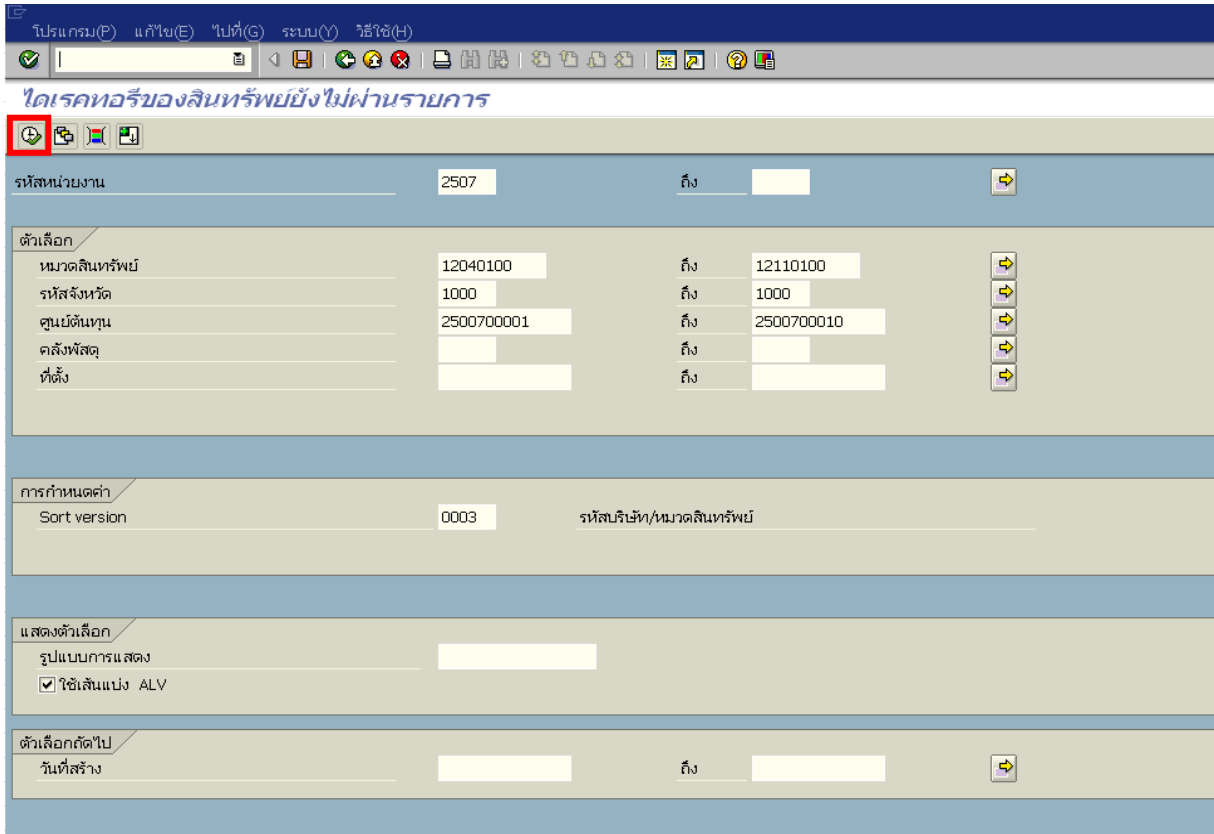 โปรแกรม(P) แก้ไข(E) ไปที่(G) ระบบ(Y) วิธีใช้(H)
ไดเรคทอรีของสินทรัพย์ยังไม่ผ่านรายการ
รหัสหน่วยงาน 2507 ถึง
ตัวเลือก
หมวดสินทรัพย์ 12040100 ถึง 12110100
รหัสจังหวัด 1000 ถึง 1000
ศูนย์ต้นทุน 2500700001 ถึง 2500700010
คลังพัสดุ ถึง
ที่ตั้ง ถึง
การกำหนดค่า
Sort version 0003 รหัสบริษัท/หมวดสินทรัพย์
แสดงตัวเลือก
รูปแบบการแสดง
ใช้เส้นแบ่ง ALV
ตัวเลือกถัดไป
วันที่สร้าง ถึง